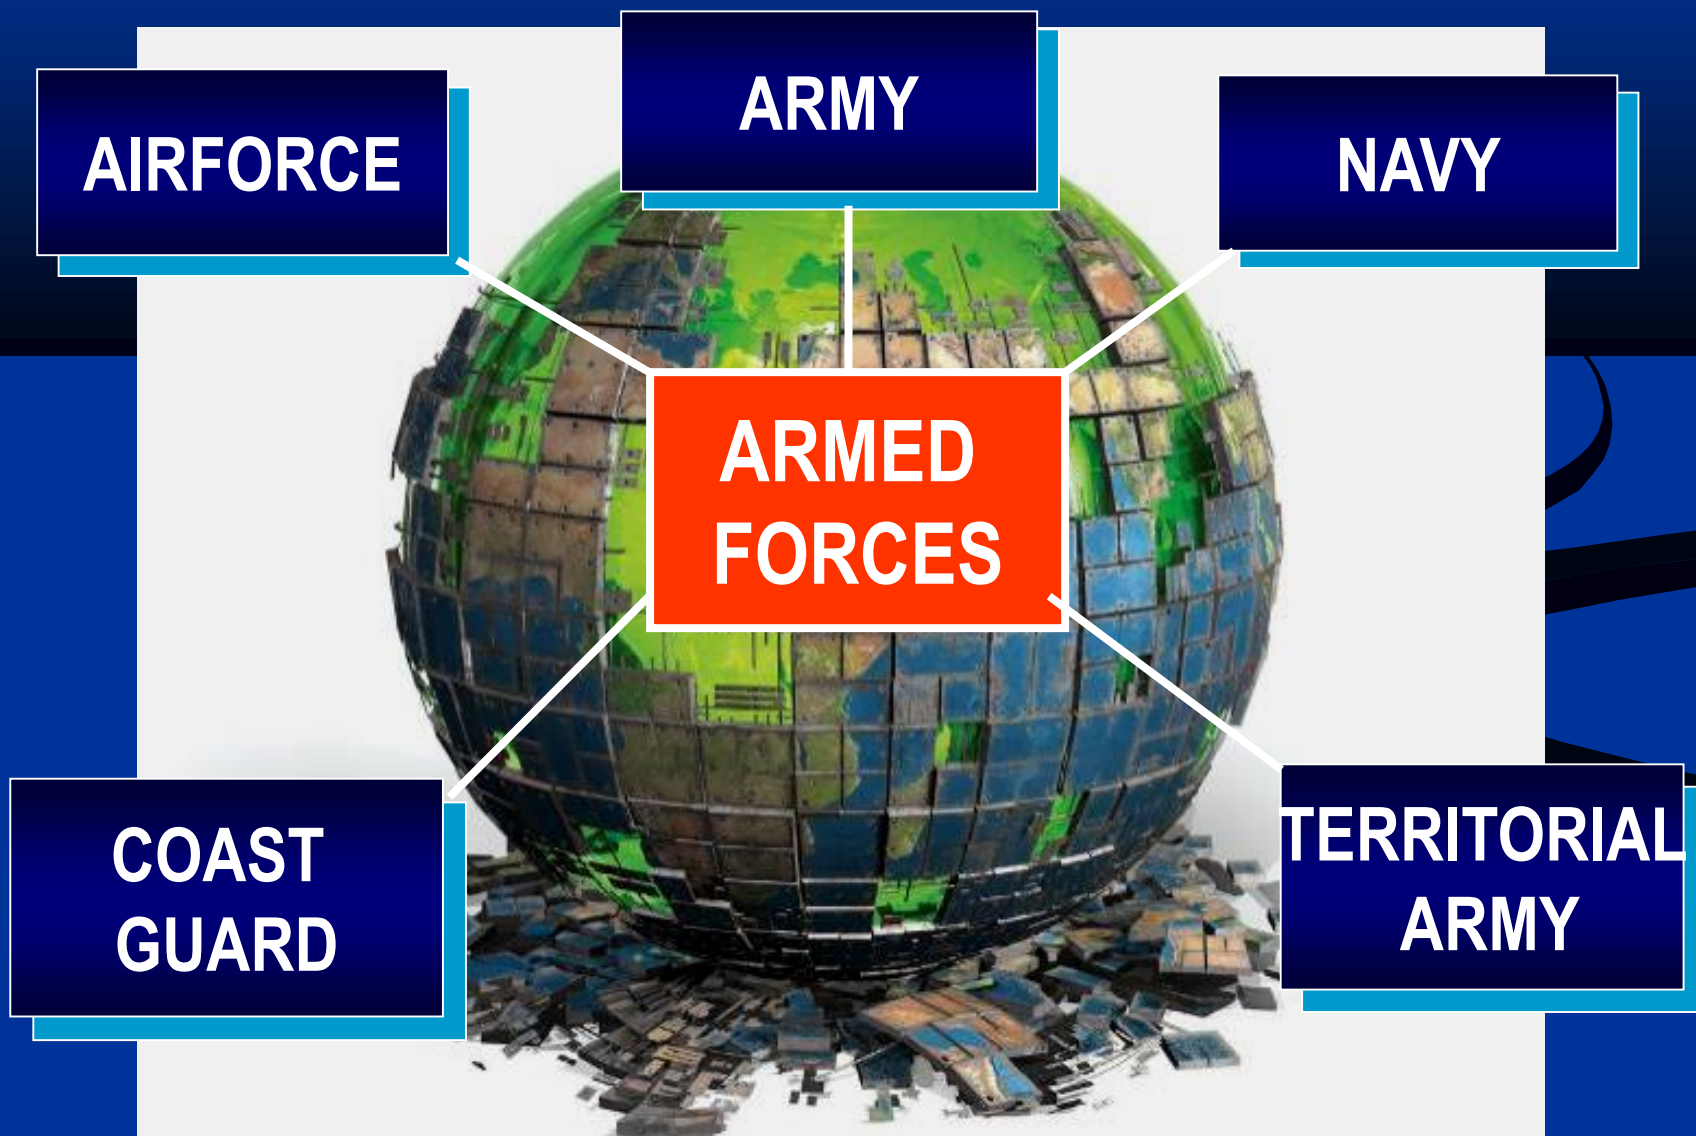 ARMY
AIRFORCE
NAVY
ARMED
FORCES
COAST
GUARD
TERRITORIAL
ARMY